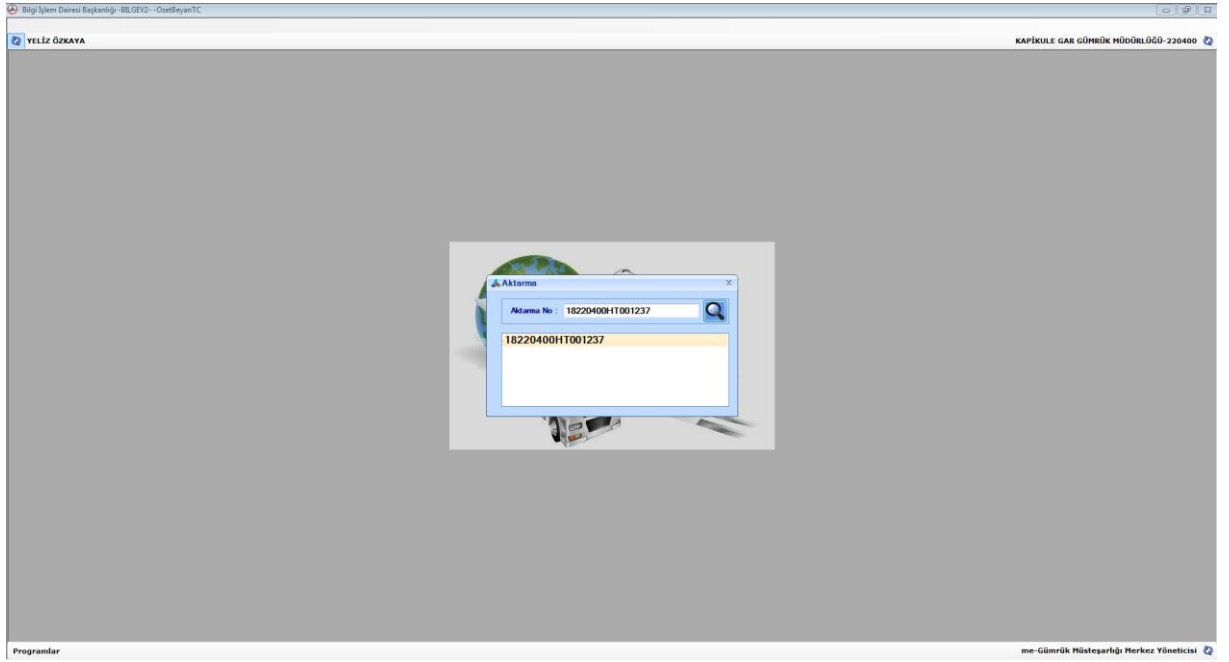 Bilgi İşlem Dairesi Başkanlığı -BILGEV2- -OzetBeyanTC
YELİZ ÖZKAYA
KAPİKULE GAR GÜMRÜK MÜDÜRLÜĞÜ-220400
Aktarma
Aktarma No : 18220400HT001237
18220400HT001237
Programlar
me-Gümrük Müsteşarlığı Merkez Yöneticisi